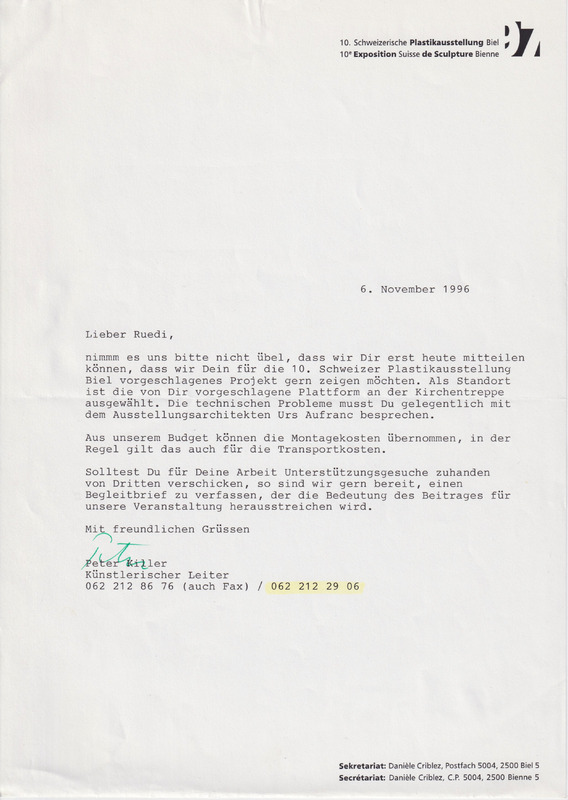 10. Schweizerische Plastikausstellung Biel
10e Exposition Suisse de Sculpture Bienne
97
6. November 1996
Lieber Ruedi,
nimmm es uns bitte nicht übel, dass wir Dir erst heute mitteilen
können, dass wir Dein für die 10. Schweizer Plastikausstellung
Biel vorgeschlagenes Projekt gern zeigen möchten. Als Standort
ist die von Dir vorgeschlagene Plattform an der Kirchentreppe
ausgewählt. Die technischen Probleme musst Du gelegentlich mit
dem Ausstellungsarchitekten Urs Aufranc besprechen.
Aus unserem Budget können die Montagekosten übernommen, in der
Regel gilt das auch für die Transportkosten.
Solltest Du für Deine Arbeit Unterstützungsgesuche zuhanden
von Dritten verschicken, so sind wir gern bereit, einen
Begleitbrief zu verfassen, der die Bedeutung des Beitrages für
unsere Veranstaltung herausstreichen wird.
Mit freundlichen Grüssen
Peter
Peter Killer
Künstlerischer Leiter
062 212 86 76 (auch Fax) / 062 212 29 06
Sekretariat: Danièle Criblez, Postfach 5004, 2500 Biel 5
Secrétariat: Danièle Criblez, C.P. 5004, 2500 Bienne 5